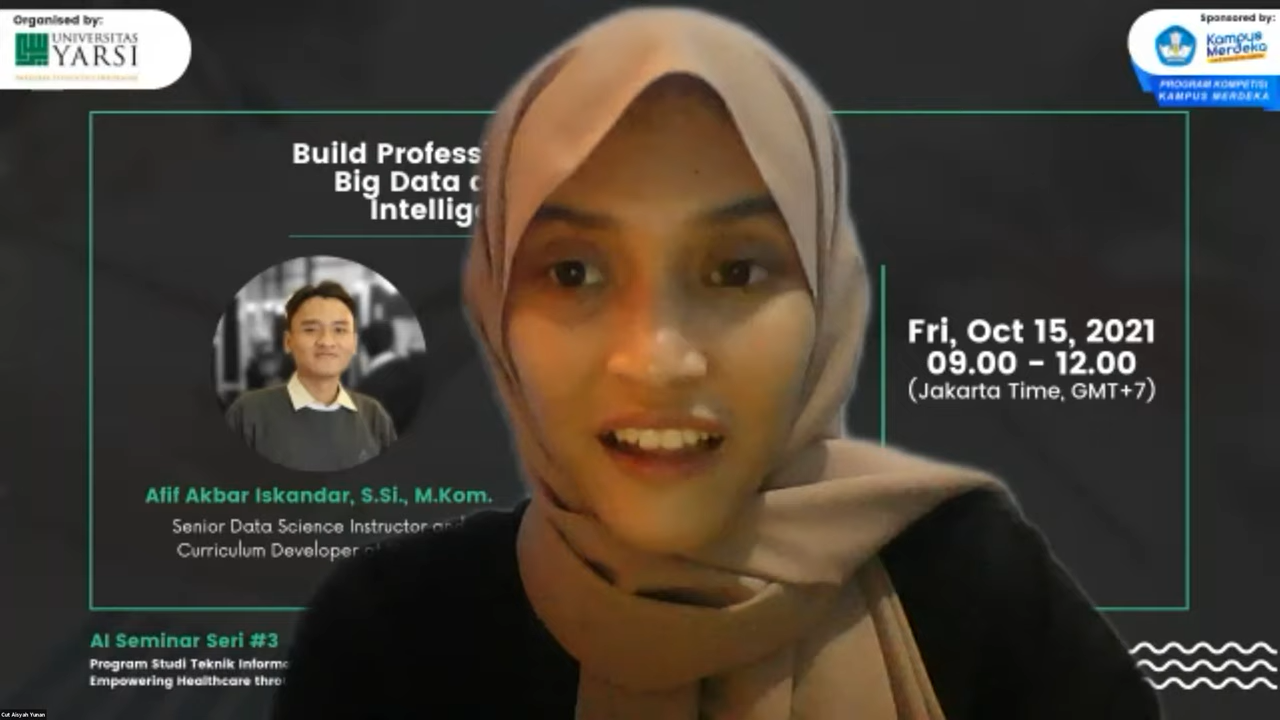 Organised by:
UNIVERSITAS
YARSI
Sponsored by:
Kampus
Merdeka
PROGRAM KOMPETISI
KAMPUS MERDEKA
Build Profess
Big Data
Intellig
Fri, Oct 15, 2021
09.00 - 12.00
(Jakarta Time, GMT+7)
Afif Akbar Iskandar, S.Si., M.Kom.
Senior Data Science Instructor and
Curriculum Developer
AI Seminar Seri #3
Program Studi Teknik Informa
Empowering Healthcare thro
Cut Aisyah Yunan